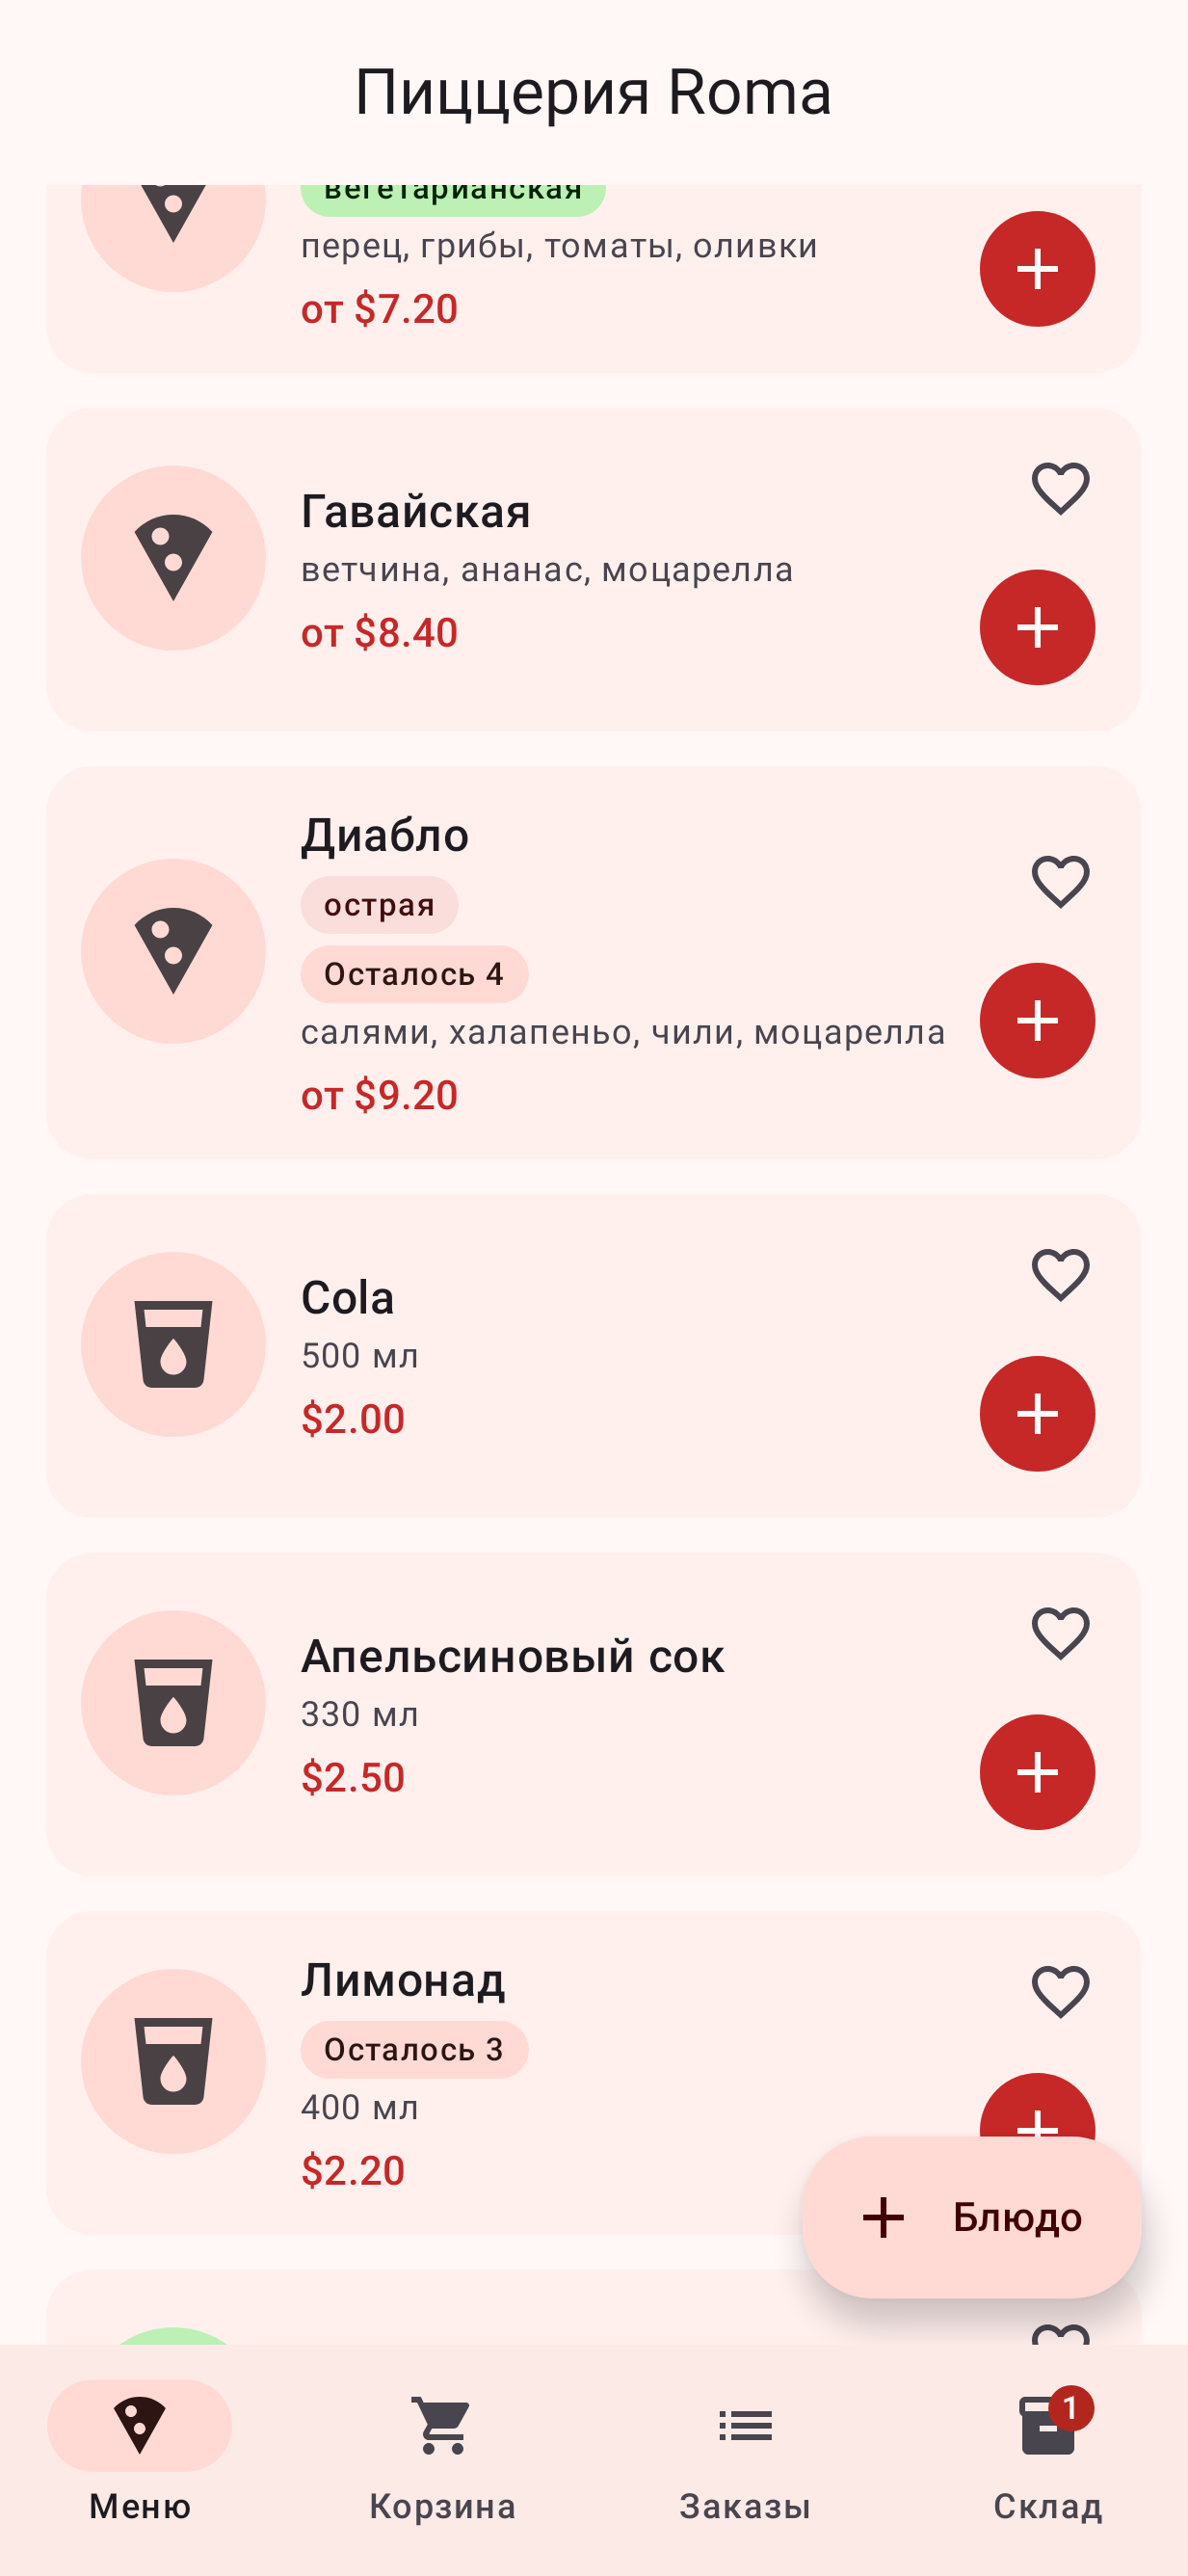 Пиццерия Roma
вегетарианская
перец, грибы, томаты, оливки
от $7.20
Гавайская
ветчина, ананас, моцарелла
от $8.40
Диабло
острая
Осталось 4
салями, халапеньо, чили, моцарелла
от $9.20
Cola
500 мл
$2.00
Апельсиновый сок
330 мл
$2.50
Лимонад
Осталось 3
400 мл
$2.20
Блюдо
1
Меню
Корзина
Заказы
Склад